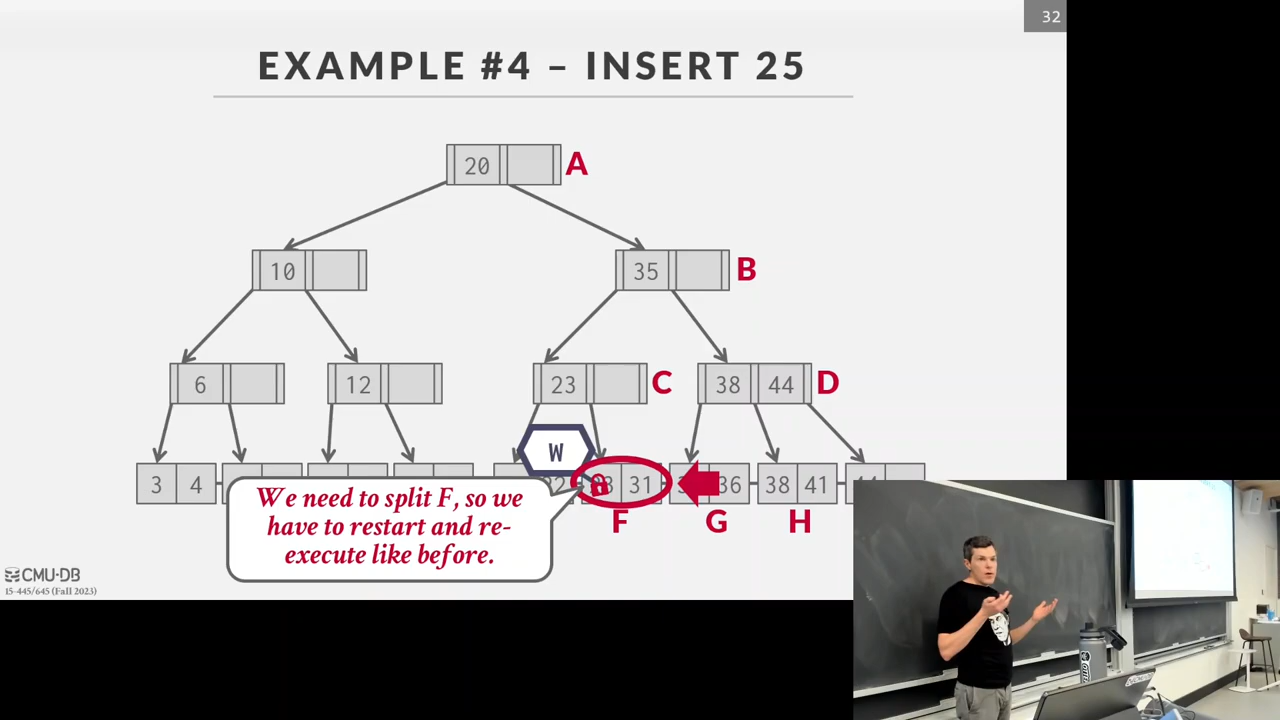 32
EXAMPLE #4 – INSERT 25
20 A
10 35 B
6 12 23 C 38 44 D
W
3 4 31 36 38 41
We need to split F, so we
have to restart and re-
execute like before.
F G H
CMU·DB
15-445/645 (Fall 2023)